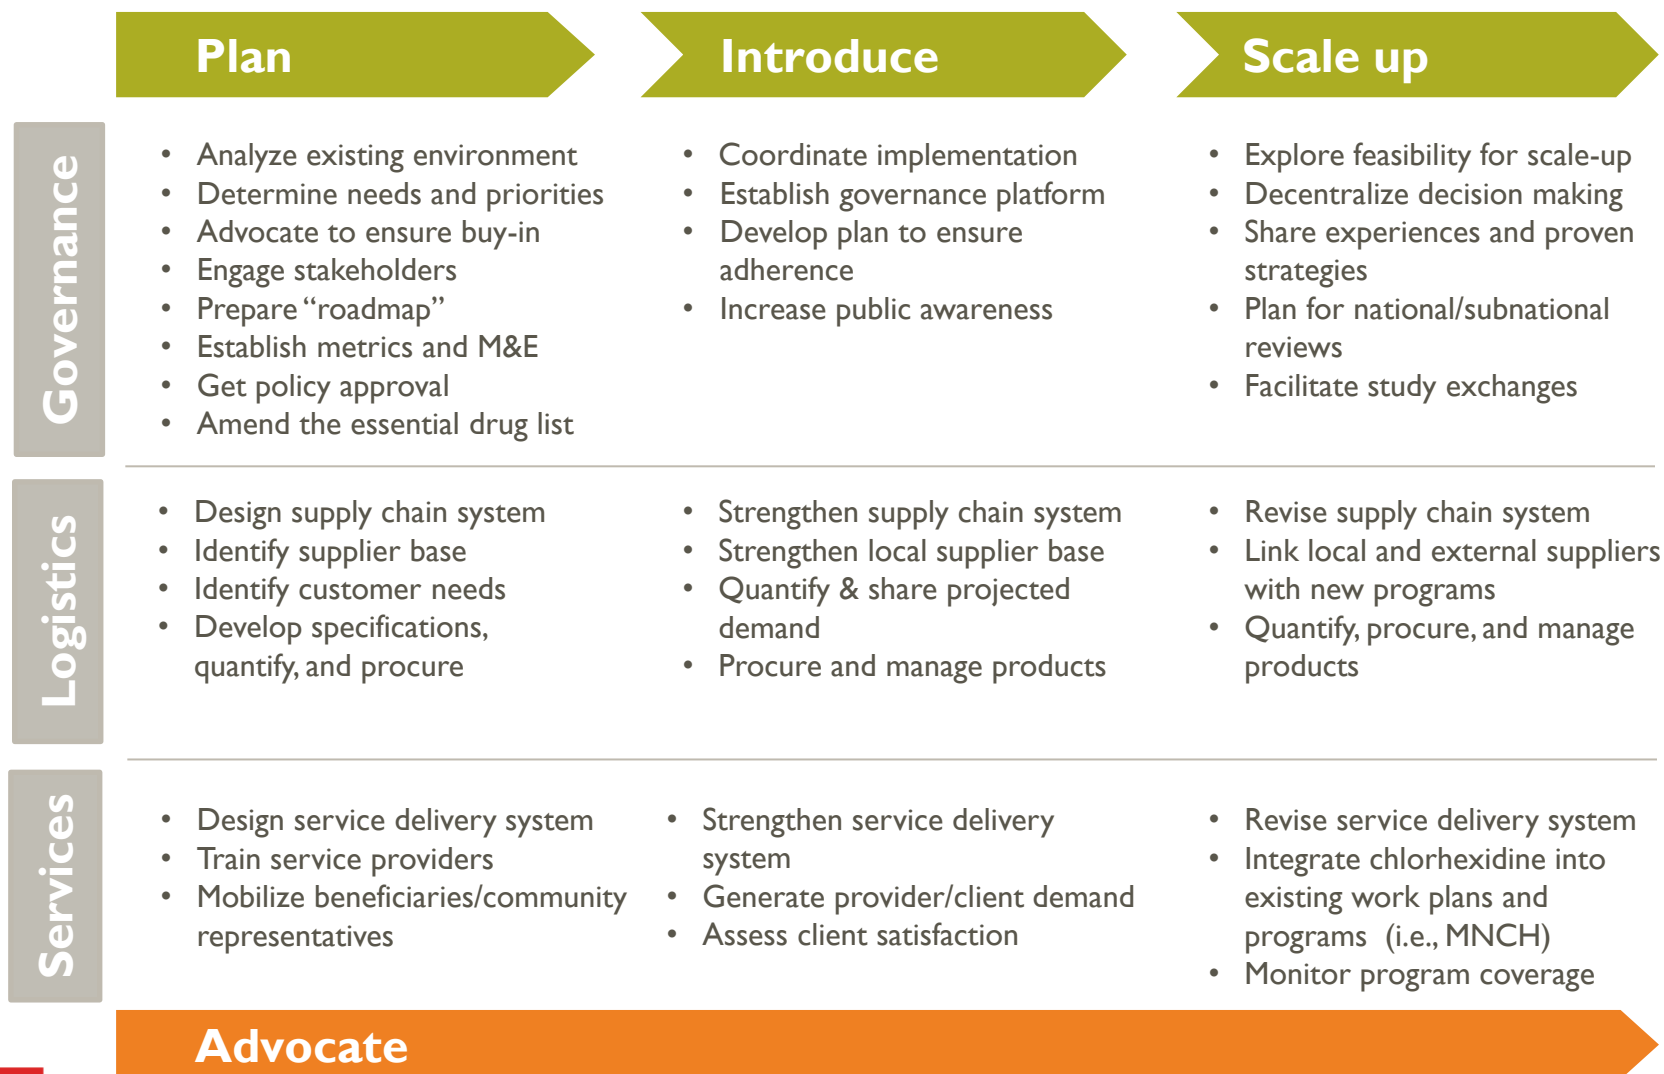 Plan
Introduce
Scale up
Governance
• Analyze existing environment
• Determine needs and priorities
• Advocate to ensure buy-in
• Engage stakeholders
• Prepare “roadmap”
• Establish metrics and M&E
• Get policy approval
• Amend the essential drug list
• Coordinate implementation
• Establish governance platform
• Develop plan to ensure
adherence
• Increase public awareness
• Explore feasibility for scale-up
• Decentralize decision making
• Share experiences and proven
strategies
• Plan for national/subnational
reviews
• Facilitate study exchanges
Logistics
• Design supply chain system
• Identify supplier base
• Identify customer needs
• Develop specifications,
quantify, and procure
• Strengthen supply chain system
• Strengthen local supplier base
• Quantify & share projected
demand
• Procure and manage products
• Revise supply chain system
• Link local and external suppliers
with new programs
• Quantify, procure, and manage
products
Services
• Design service delivery system
• Train service providers
• Mobilize beneficiaries/community
representatives
• Strengthen service delivery
system
• Generate provider/client demand
• Assess client satisfaction
• Revise service delivery system
• Integrate chlorhexidine into
existing work plans and
programs (i.e., MNCH)
• Monitor program coverage
Advocate